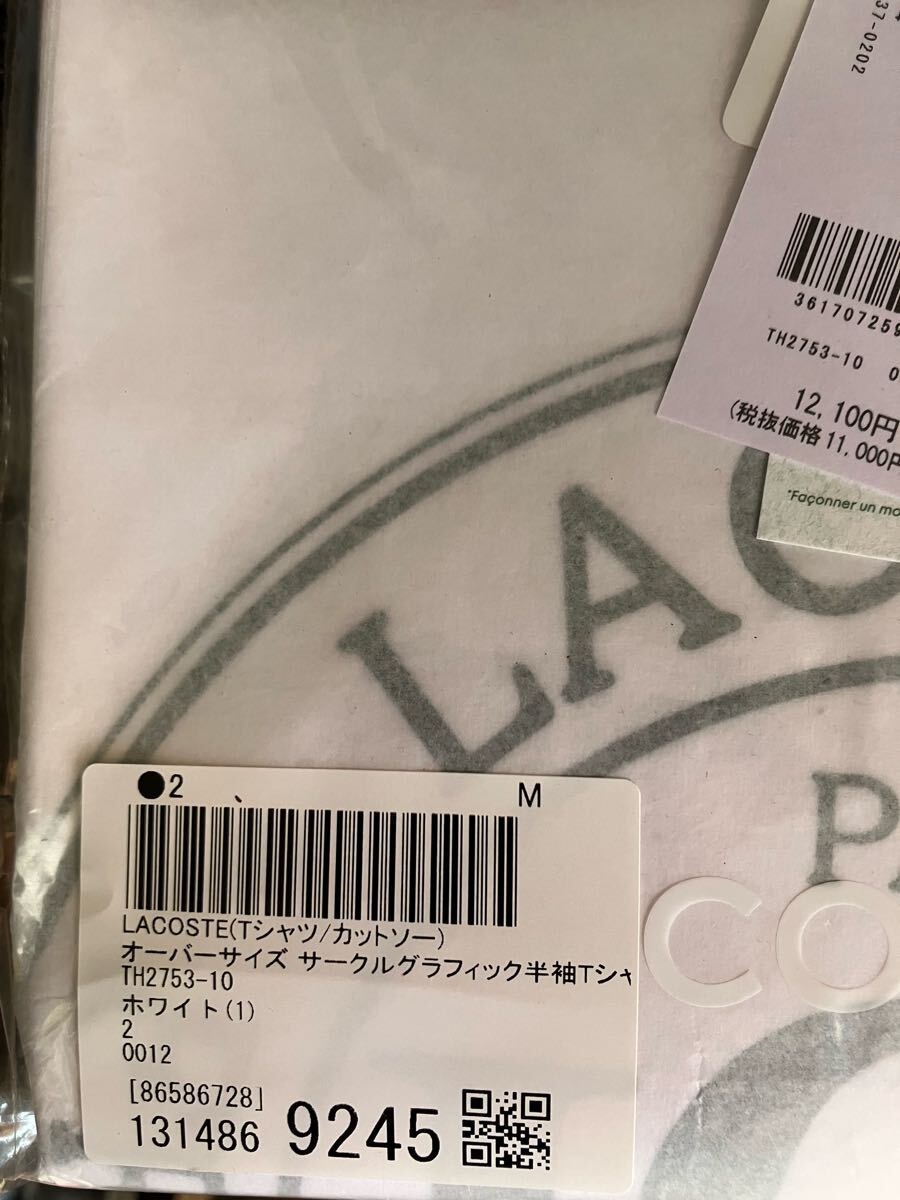 37-0202
36170725
TH2753-10 0
12,100円
(税抜価格 11,000円
"Façonner un mo
LAC
P
CO
●2 、 M
LACOSTE(Tシャツ/カットソー)
オーバーサイズ サークルグラフィック半袖Tシャ
TH2753-10
ホワイト(1)
2
0012
[86586728]
131486 9245